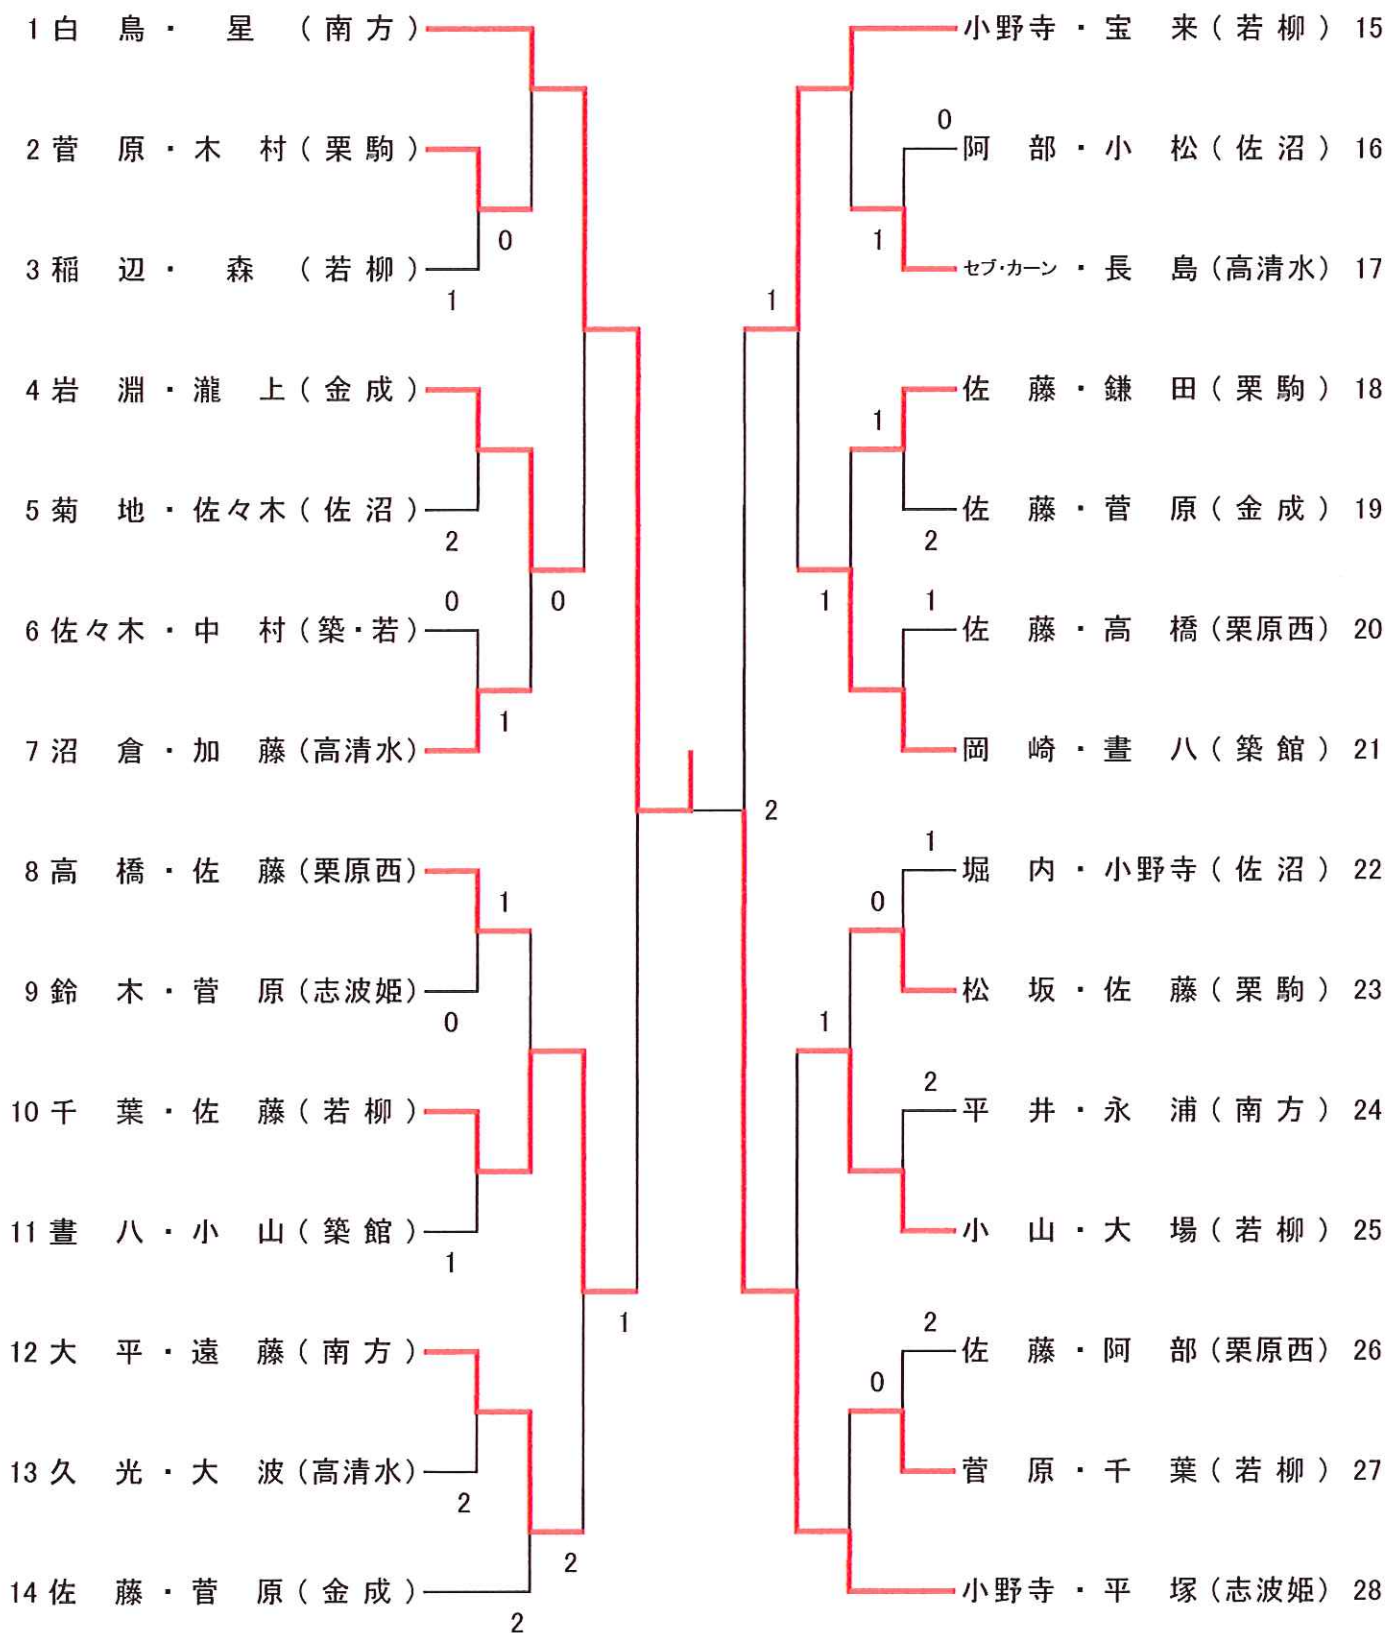 1 白鳥・星（南方）
2 菅原・木村（栗駒）
0
3 稲辺・森（若柳）
1
4 岩淵・瀧上（金成）
5 菊地・佐々木（佐沼）
2
0
0
6 佐々木・中村（築・若）
1
7 沼倉・加藤（高清水）
8 高橋・佐藤（栗原西）
1
9 鈴木・菅原（志波姫）
0
10 千葉・佐藤（若柳）
11 晝八・小山（築館）
1
1
12 大平・遠藤（南方）
13 久光・大波（高清水）
2
2
14 佐藤・菅原（金成）
2
小野寺・宝来（若柳） 15
0
阿部・小松（佐沼） 16
1
セブ・カーン・長島（高清水） 17
1
佐藤・鎌田（栗駒） 18
1
佐藤・菅原（金成） 19
2
1
1
佐藤・高橋（栗原西） 20
岡崎・晝八（築館） 21
2
1
堀内・小野寺（佐沼） 22
0
松坂・佐藤（栗駒） 23
1
2
平井・永浦（南方） 24
小山・大場（若柳） 25
2
佐藤・阿部（栗原西） 26
0
菅原・千葉（若柳） 27
小野寺・平塚（志波姫） 28